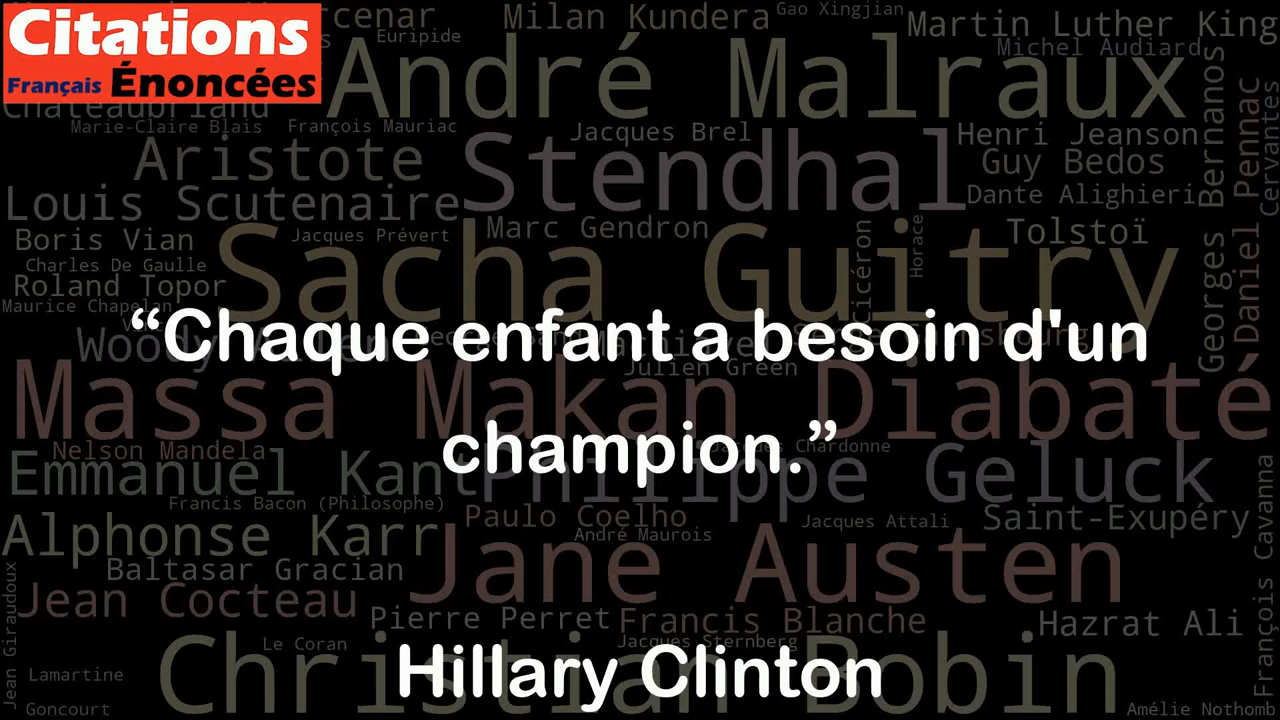 Citations
Français Énoncées
Milan Kundera
Gao Xingjian
Martin Luther King
Euripide
Michel Audiard
André Malraux
Chateaubriand
Marie-Claire Blais
François Mauriac
Jacques Brel
Henri Jeanson
Aristote
Stendhal
Guy Bedos
Louis Scutenaire
Dante Alighieri
Georges Bernanos
Daniel Pennac
Cervantes
Boris Vian
Jacques Prévert
Marc Gendron
Cicéron
Horace
Tolstoï
Charles De Gaulle
Sacha Guitry
Roland Topor
Maurice Chapelan
“Chaque enfant a besoin d'un
Woody Allen
Julien Green
Massa Makan Diabaté
champion.”
Nelson Mandela
Jacques Chardonne
Emmanuel Kant
Philippe Geluck
Francis Bacon (Philosophe)
Paulo Coelho
Jacques Attali
Saint-Exupéry
Alphonse Karr
André Maurois
Jane Austen
Baltasar Gracian
Jean Cocteau
Pierre Perret
Francis Blanche
Hazrat Ali
Jean Giraudoux
François Cavanna
Le Coran
Jacques Sternberg
Christian Bobin
Lamartine
Hillary Clinton
Goncourt
Amélie Nothomb